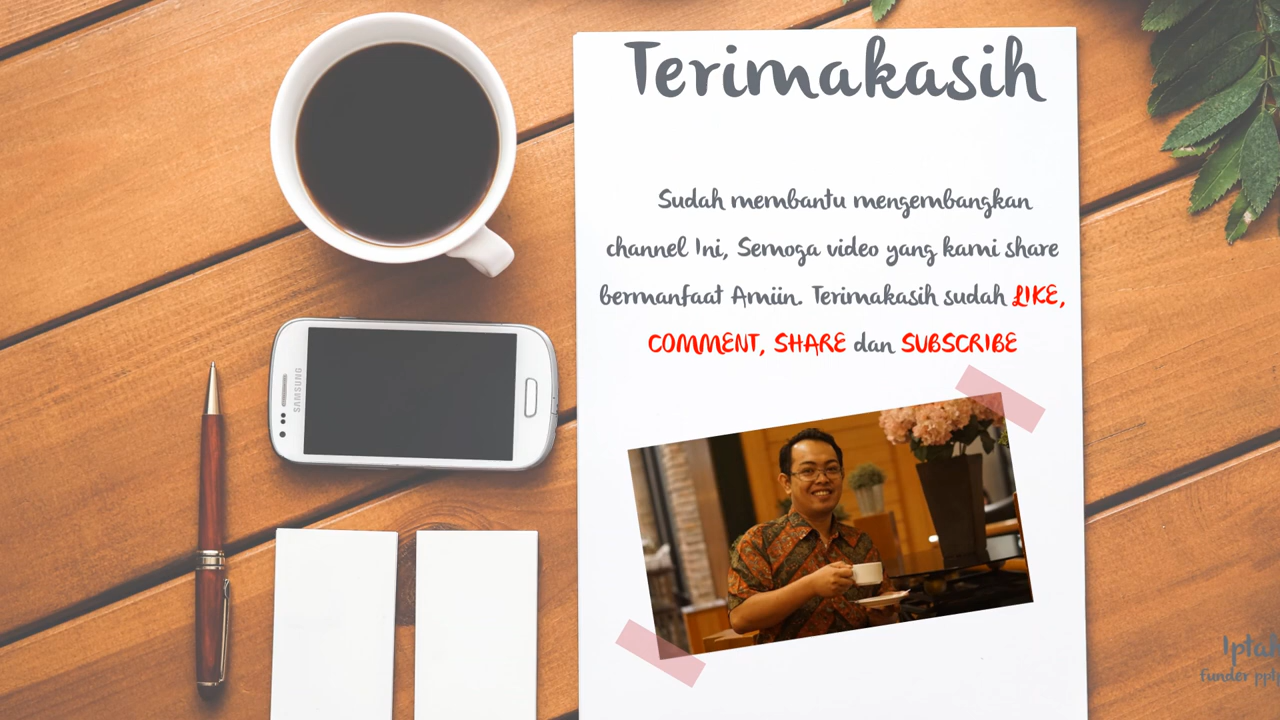 Terimakasih
Sudah membantu mengembangkan
channel Ini, Semoga video yang kami share
bermanfaat Amiin. Terimakasih sudah LIKE,
COMMENT, SHARE dan SUBSCRIBE
SAMSUNG